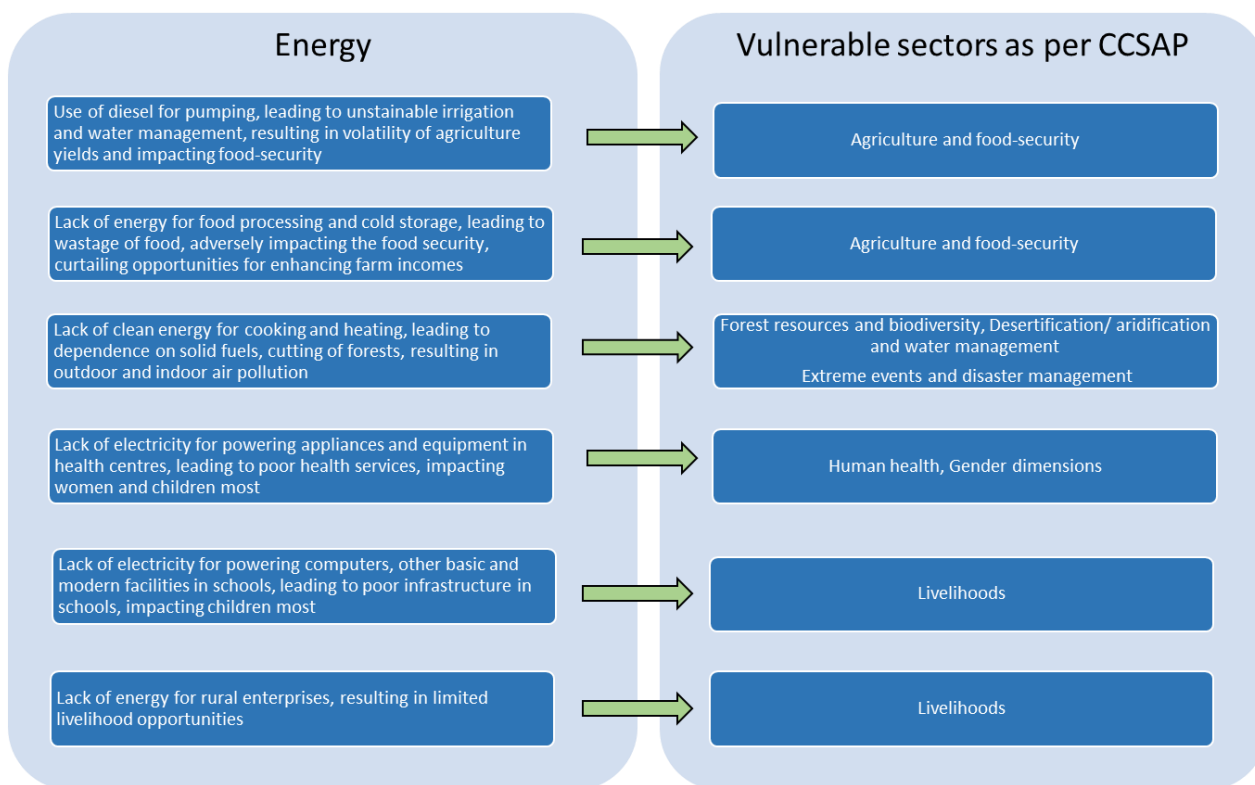 Energy
Vulnerable sectors as per CCSAP
Use of diesel for pumping, leading to unstainable irrigation
and water management, resulting in volatility of agriculture
yields and impacting food-security
Agriculture and food-security
Lack of energy for food processing and cold storage, leading to
wastage of food, adversely impacting the food security,
curtailing opportunities for enhancing farm incomes
Agriculture and food-security
Lack of clean energy for cooking and heating, leading to
dependence on solid fuels, cutting of forests, resulting in
outdoor and indoor air pollution
Forest resources and biodiversity, Desertification/ aridification
and water management
Extreme events and disaster management
Lack of electricity for powering appliances and equipment in
health centres, leading to poor health services, impacting
women and children most
Human health, Gender dimensions
Lack of electricity for powering computers, other basic and
modern facilities in schools, leading to poor infrastructure in
schools, impacting children most
Livelihoods
Lack of energy for rural enterprises, resulting in limited
livelihood opportunities
Livelihoods